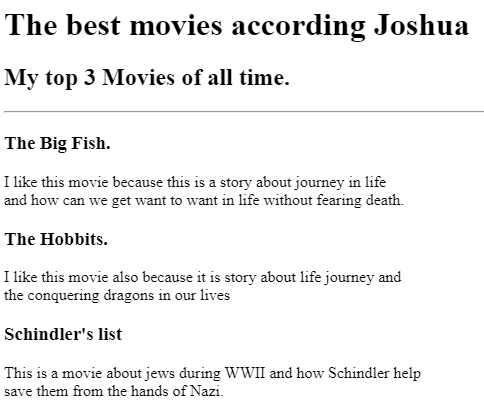 The best movies according Joshua
My top 3 Movies of all time.
The Big Fish.
I like this movie because this is a story about journey in life
and how can we get want to want in life without fearing death.
The Hobbits.
I like this movie also because it is story about life journey and
the conquering dragons in our lives
Schindler's list
This is a movie about jews during WWII and how Schindler help
save them from the hands of Nazi.